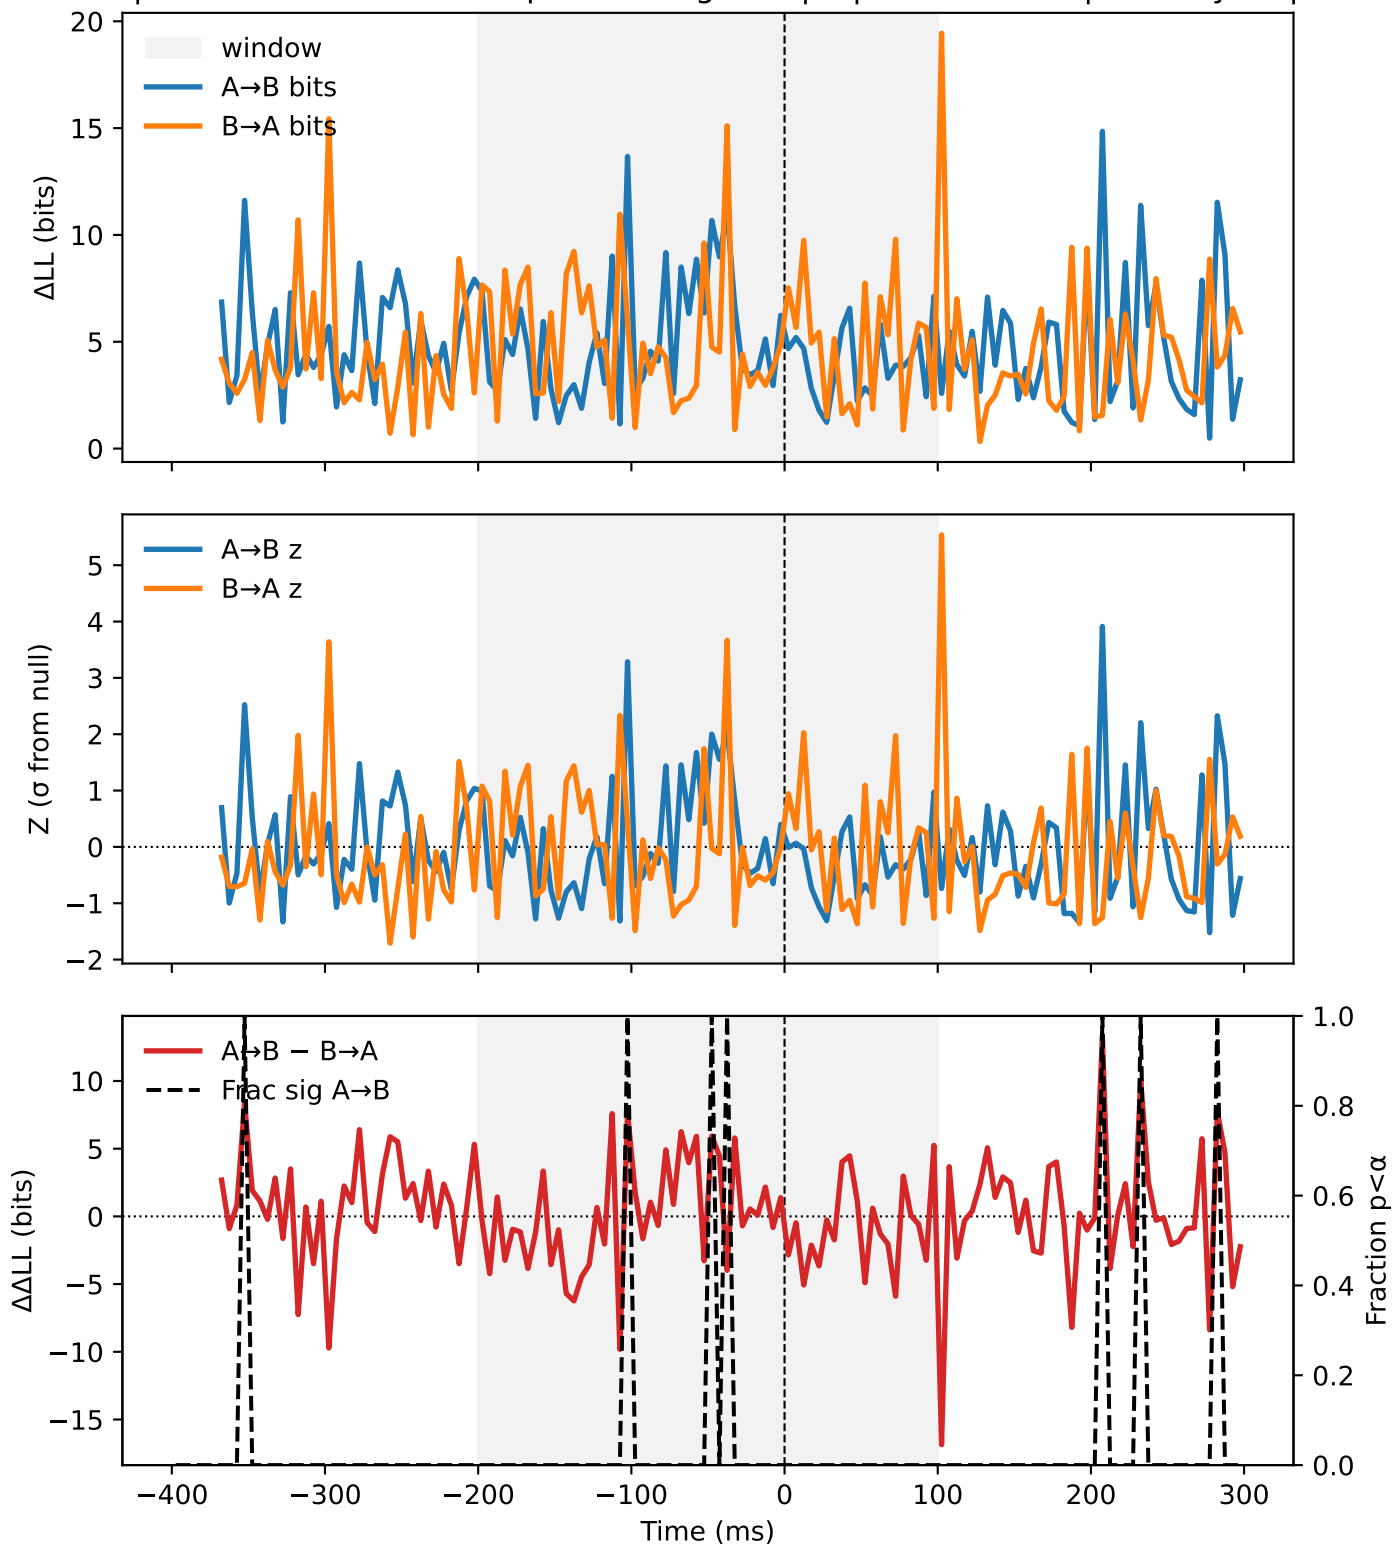 20
15
10
5
0
ΔLL (bits)
window
A→B bits
B→A bits
5
4
3
2
1
0
−1
−2
Z (σ from null)
A→B z
B→A z
10
5
0
−5
−10
−15
ΔΔLL (bits)
A→B − B→A
Frac sig A→B
1.0
0.8
0.6
0.4
0.2
0.0
Fraction p<α
−400 −300 −200 −100 0 100 200 300
Time (ms)